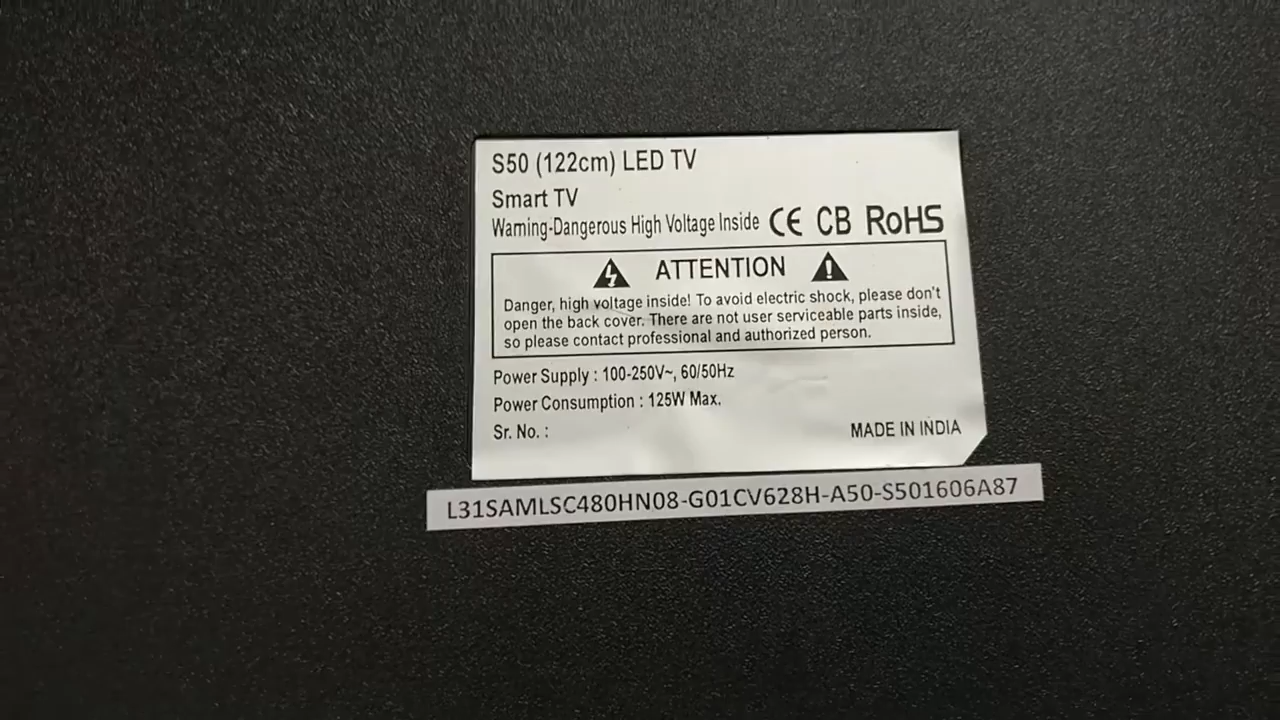 S50 (122cm) LED TV
Smart TV
Warning-Dangerous High Voltage Inside CE CB RoHS
ATTENTION
Danger, high voltage inside! To avoid electric shock, please don't
open the back cover. There are not user serviceable parts inside,
so please contact professional and authorized person.
Power Supply : 100-250V~, 60/50Hz
Power Consumption : 125W Max.
Sr. No. : MADE IN INDIA
L31SAMLSC480HN08-G01CV628H-A50-S501606A87